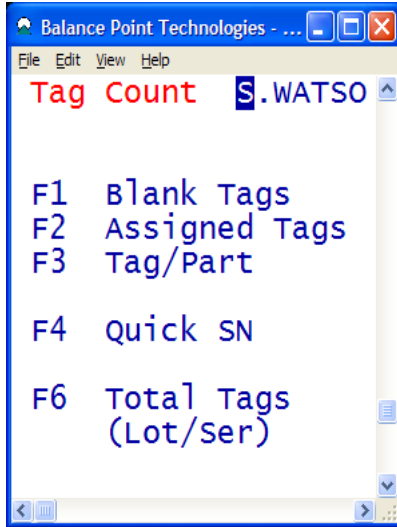 Balance Point Technologies - ...
File Edit View Help
Tag Count S.WATSO
F1 Blank Tags
F2 Assigned Tags
F3 Tag/Part
F4 Quick SN
F6 Total Tags
(Lot/Ser)